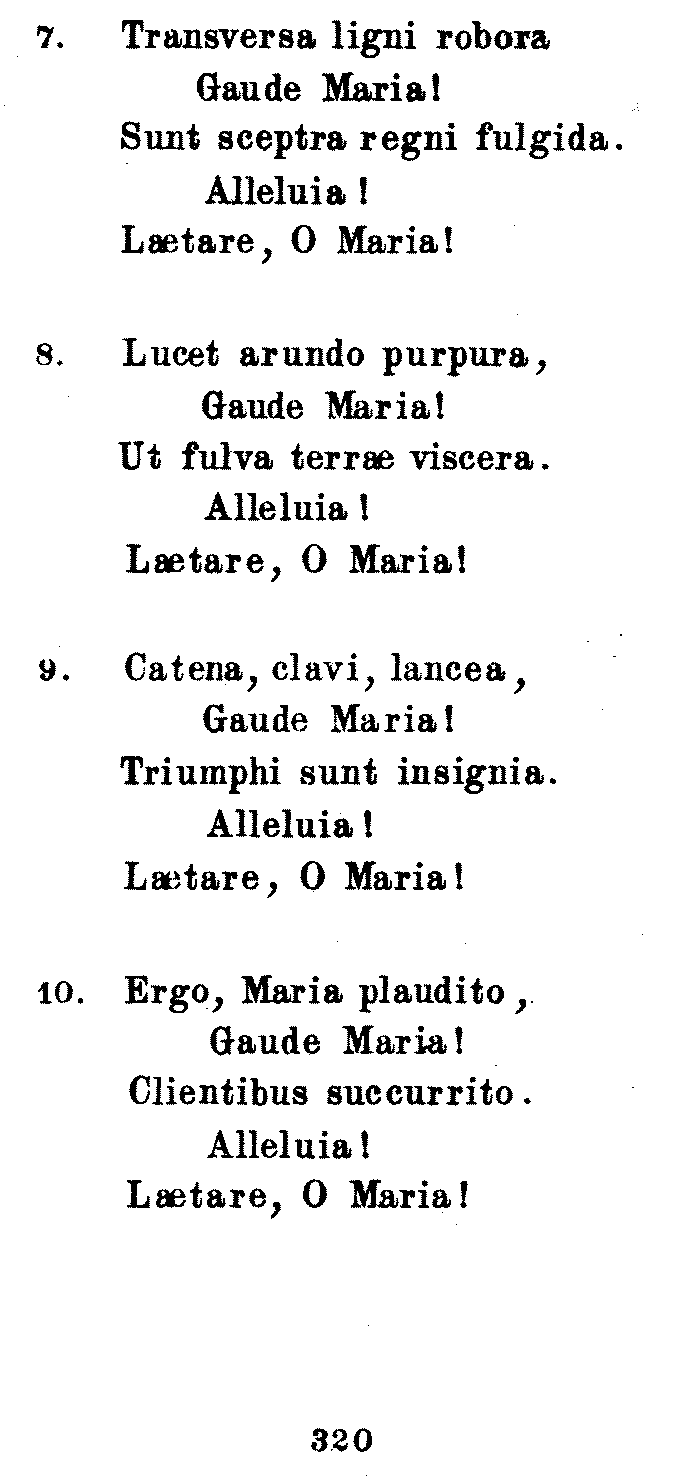 7. Transversa ligni robora
Gaude Maria!
Sunt sceptra regni fulgida.
Alleluia !
Lætare, O Maria!
8. Lucet arundo purpura,
Gaude Maria!
Ut fulva terræ viscera.
Alleluia !
Lætare, O Maria!
9. Catena, clavi, lancea,
Gaude Maria!
Triumphi sunt insignia.
Alleluia !
Lætare, O Maria!
10. Ergo, Maria plaudito,
Gaude Maria!
Clientibus succurrito.
Alleluia !
Lætare, O Maria!
320